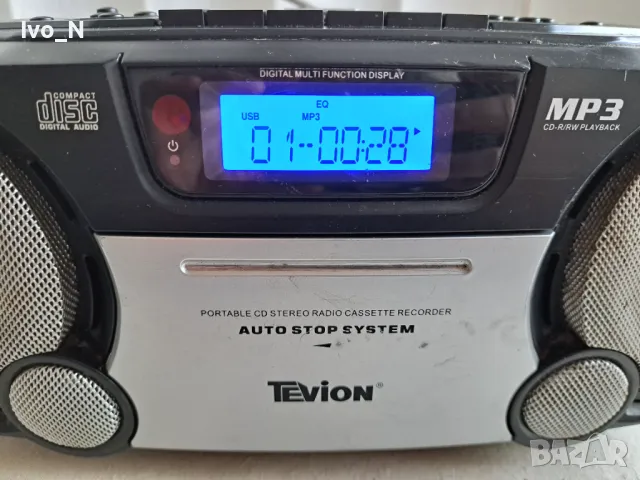 Ivo_N
DIGITAL MULTI FUNCTION DISPLAY
COMPACT
disc
DIGITAL AUDIO
EQ
USB MP3
01--00:28
MP3
CD-R/RW PLAYBACK
PORTABLE CD STEREO RADIO CASSETTE RECORDER
AUTO STOP SYSTEM
TEVION®
BAZAR